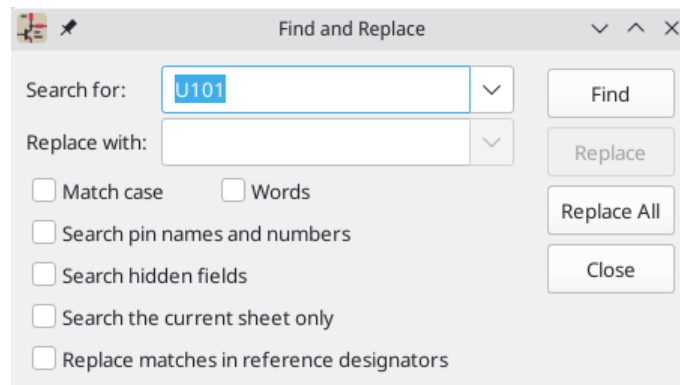 Find and Replace
Search for: U101 Find
Replace with: Replace
Match case Words Replace All
Search pin names and numbers
Search hidden fields Close
Search the current sheet only
Replace matches in reference designators